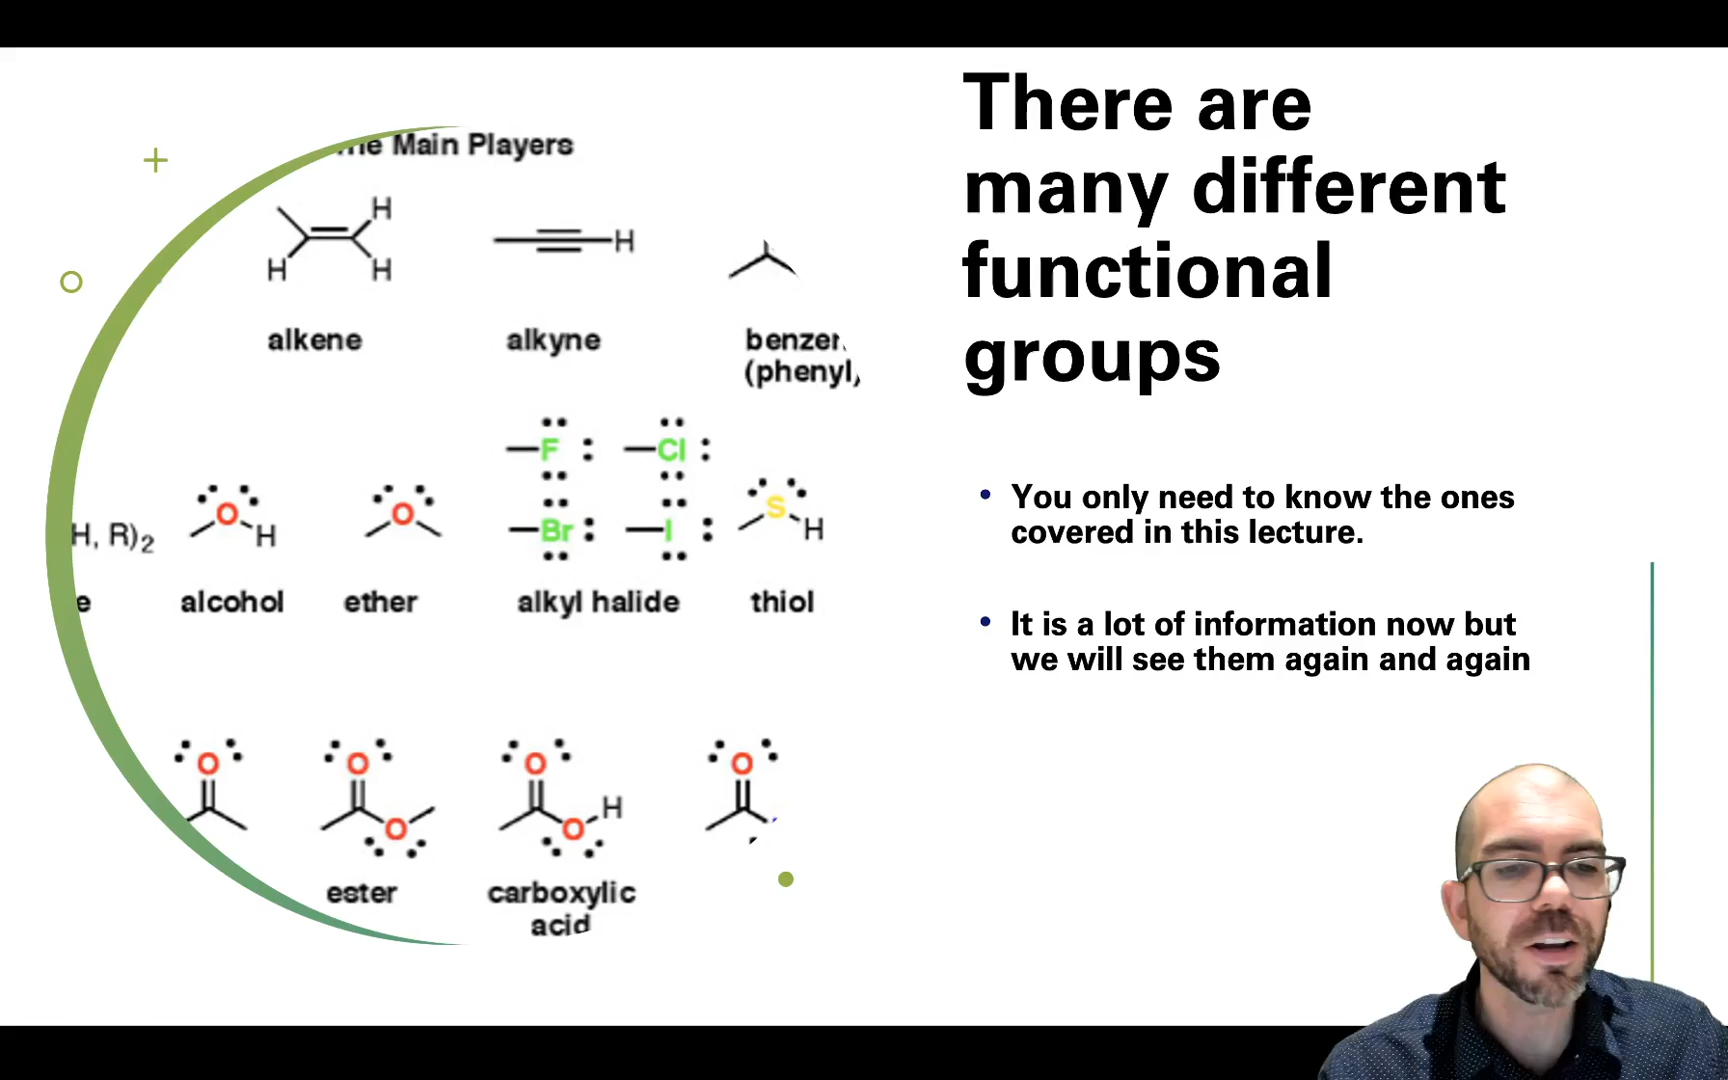 There are
many different
functional
groups
• You only need to know the ones
covered in this lecture.
• It is a lot of information now but
we will see them again and again
Main Players
H
H H
H
alkene alkyne
(phenyl)
F Cl
H, R)₂ O H O Br I S H
e alcohol ether alkyl halide thiol
O O O O
O O H
ester carboxylic
acid